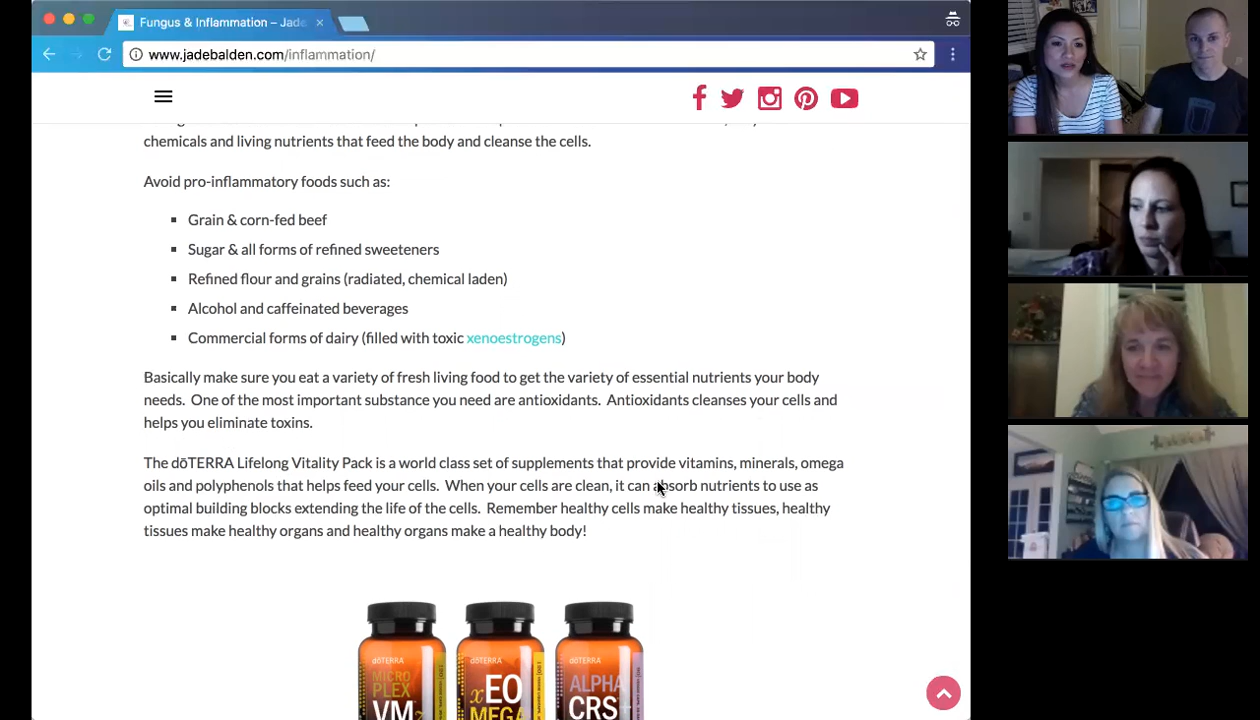 Fungus & Inflammation – Jade
www.jadebalden.com/inflammation/
chemicals and living nutrients that feed the body and cleanse the cells.
Avoid pro-inflammatory foods such as:
Grain & corn-fed beef
Sugar & all forms of refined sweeteners
Refined flour and grains (radiated, chemical laden)
Alcohol and caffeinated beverages
Commercial forms of dairy (filled with toxic xenoestrogens)
Basically make sure you eat a variety of fresh living food to get the variety of essential nutrients your body
needs. One of the most important substance you need are antioxidants. Antioxidants cleanses your cells and
helps you eliminate toxins.
The dōTERRA Lifelong Vitality Pack is a world class set of supplements that provide vitamins, minerals, omega
oils and polyphenols that helps feed your cells. When your cells are clean, it can absorb nutrients to use as
optimal building blocks extending the life of the cells. Remember healthy cells make healthy tissues, healthy
tissues make healthy organs and healthy organs make a healthy body!
dōTERRA
MICRO
PLEX
VMz
dōTERRA
xEO
MEGA
dōTERRA
ALPHA
CRS